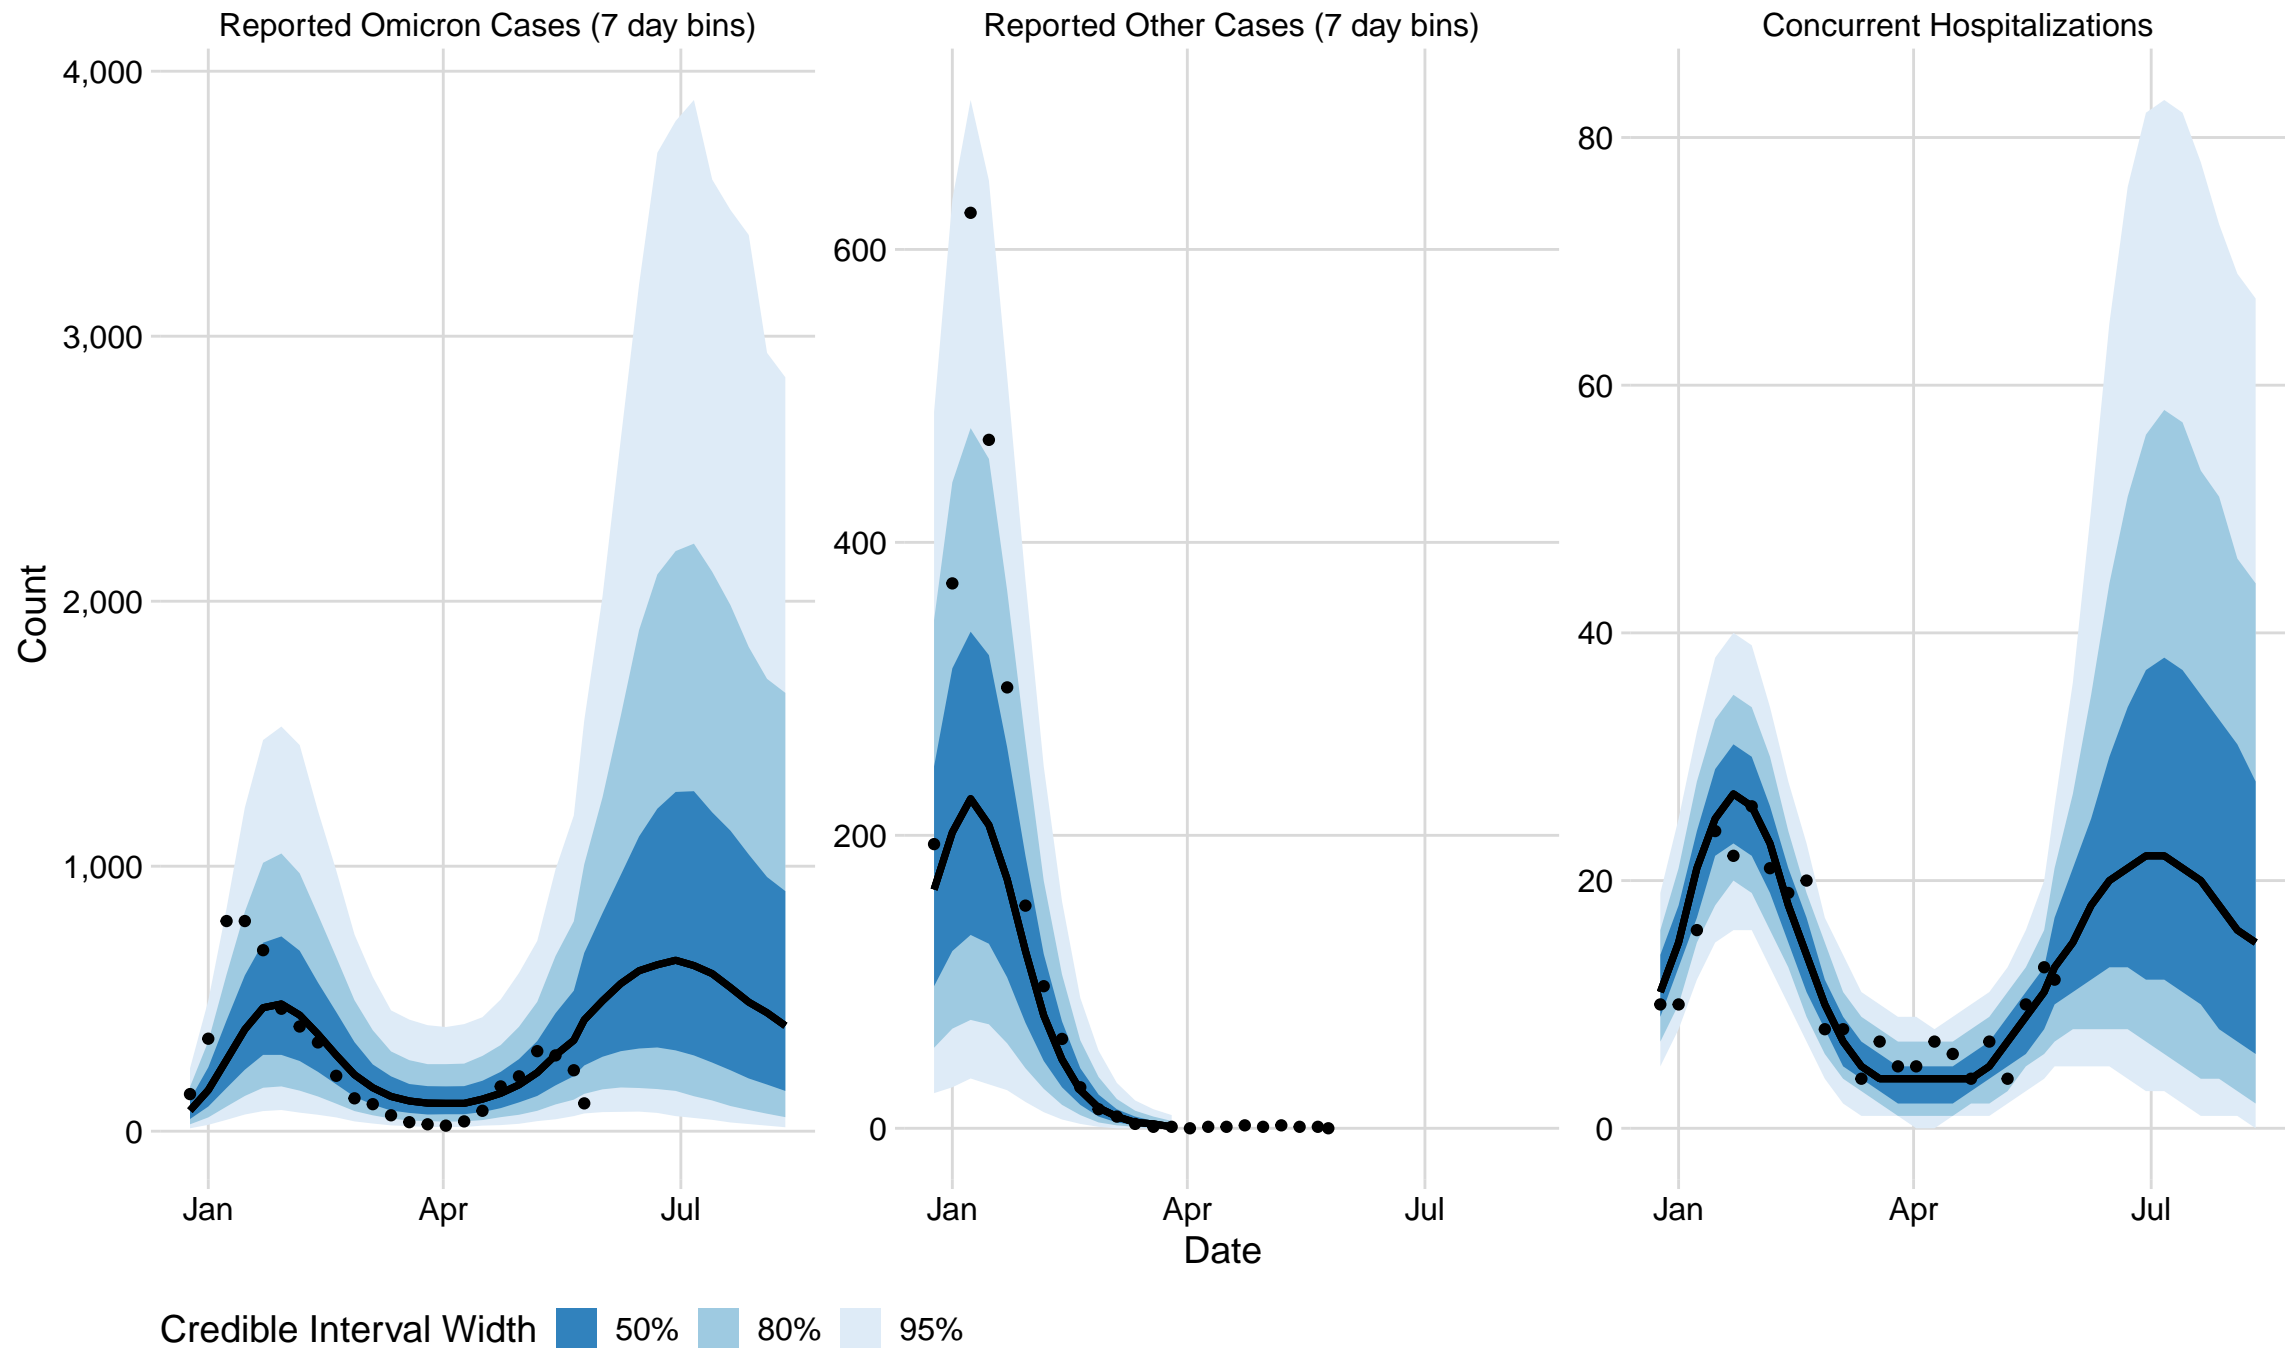 Reported Omicron Cases (7 day bins)
Reported Other Cases (7 day bins)
Concurrent Hospitalizations
Count
4,000
3,000
2,000
1,000
0
Jan
Apr
Jul
600
400
200
0
Jan
Apr
Jul
80
60
40
20
0
Jan
Apr
Jul
Date
Credible Interval Width 50% 80% 95%